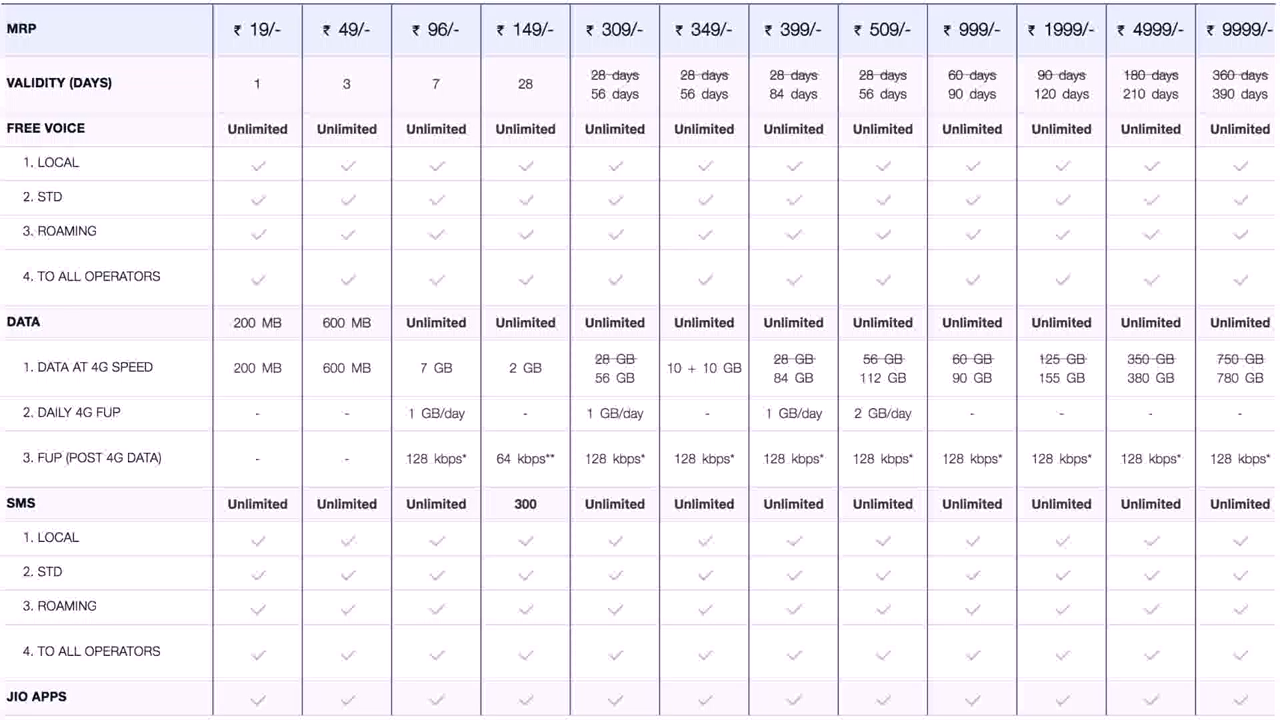 MRP ₹ 19/- ₹ 49/- ₹ 96/- ₹ 149/- ₹ 309/- ₹ 349/- ₹ 399/- ₹ 509/- ₹ 999/- ₹ 1999/- ₹ 4999/- ₹ 9999/-
28 days 28 days 28 days 28 days 60 days 90 days 180 days 360 days
VALIDITY (DAYS) 1 3 7 28
56 days 56 days 84 days 56 days 90 days 120 days 210 days 390 days
FREE VOICE Unlimited Unlimited Unlimited Unlimited Unlimited Unlimited Unlimited Unlimited Unlimited Unlimited Unlimited Unlimited
1. LOCAL
2. STD
3. ROAMING
4. TO ALL OPERATORS
DATA 200 MB 600 MB Unlimited Unlimited Unlimited Unlimited Unlimited Unlimited Unlimited Unlimited Unlimited Unlimited
28 GB 28 GB 56 GB 60 GB 125 GB 350 GB 750 GB
1. DATA AT 4G SPEED 200 MB 600 MB 7 GB 2 GB 10 + 10 GB
56 GB 84 GB 112 GB 90 GB 155 GB 380 GB 780 GB
2. DAILY 4G FUP - - 1 GB/day - 1 GB/day - 1 GB/day 2 GB/day - - - -
3. FUP (POST 4G DATA) - - 128 kbps* 64 kbps** 128 kbps* 128 kbps* 128 kbps* 128 kbps* 128 kbps* 128 kbps* 128 kbps* 128 kbps*
SMS Unlimited Unlimited Unlimited 300 Unlimited Unlimited Unlimited Unlimited Unlimited Unlimited Unlimited Unlimited
1. LOCAL
2. STD
3. ROAMING
4. TO ALL OPERATORS
JIO APPS